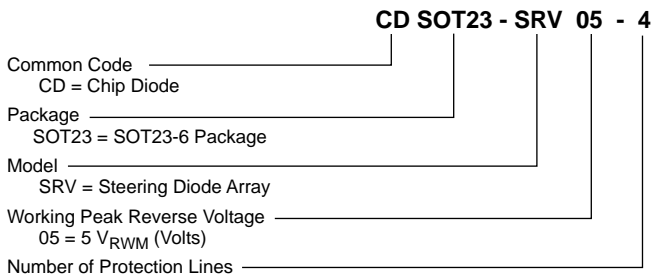 CD SOT23 - SRV 05 - 4
Common Code
CD = Chip Diode
Package
SOT23 = SOT23-6 Package
Model
SRV = Steering Diode Array
Working Peak Reverse Voltage
05 = 5 VRWM (Volts)
Number of Protection Lines